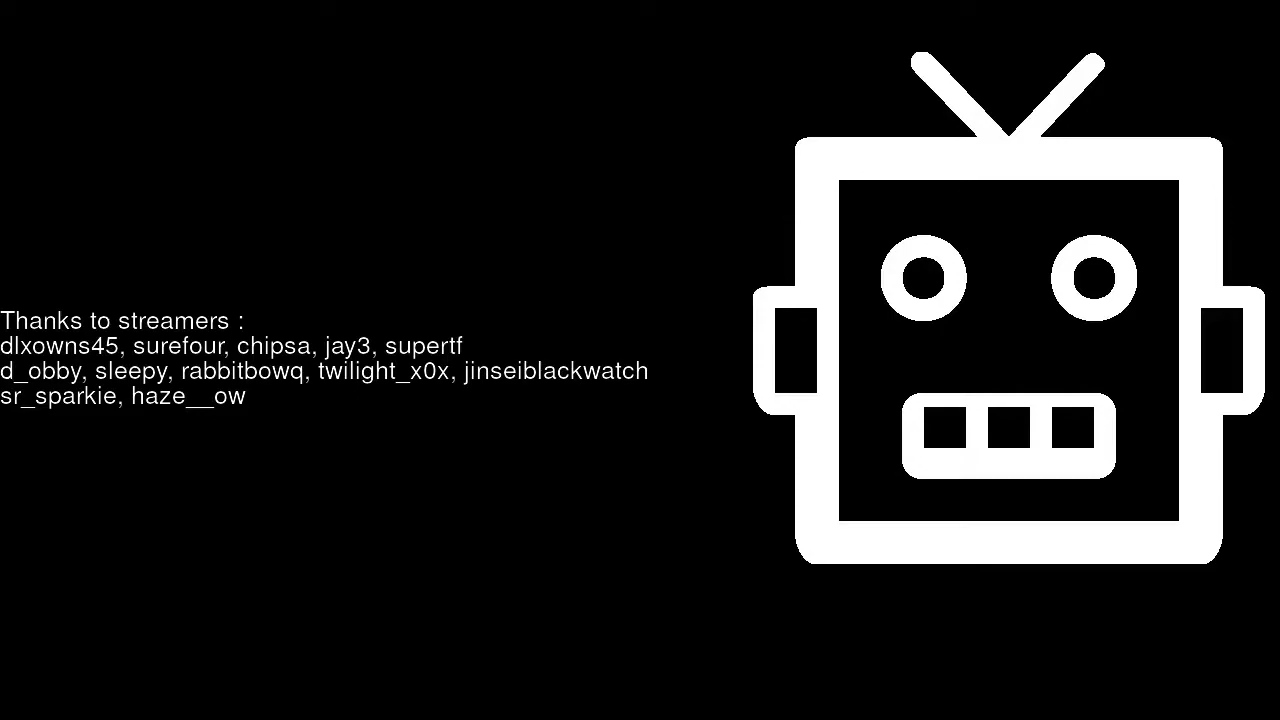 Thanks to streamers :
dlxowns45, surefour, chipsa, jay3, supertf
d_obby, sleepy, rabbitbowq, twilight_x0x, jinseiblackwatch
sr_sparkie, haze__ow